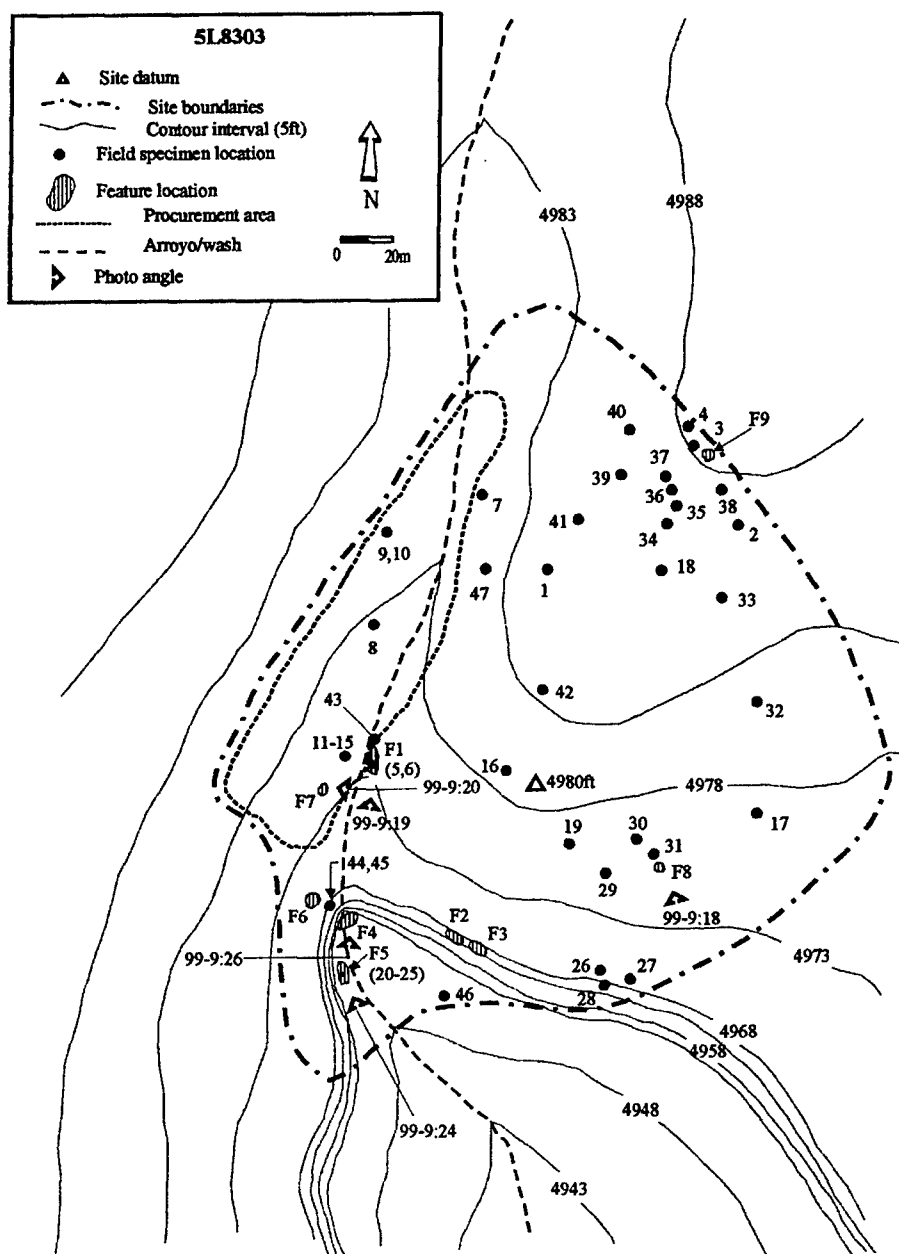 5L8303
Site datum
Site boundaries
Contour interval (5ft)
Field specimen location
Feature location
Procurement area
Arroyo/wash
Photo angle
N
0 20m
4983
4988
40
4
3
F9
37
39
36
7
35
38
41
34
2
9,10
47
1
18
33
8
42
32
43
11-15
F1
(5,6)
16
4980ft
4978
F7
99-9:20
99-9:19
17
30
19
31
F8
29
44,45
99-9:18
F6
F2
F4
F3
99-9:26
F5
4973
(20-25)
26
27
46
28
4968
4958
4948
99-9:24
4943